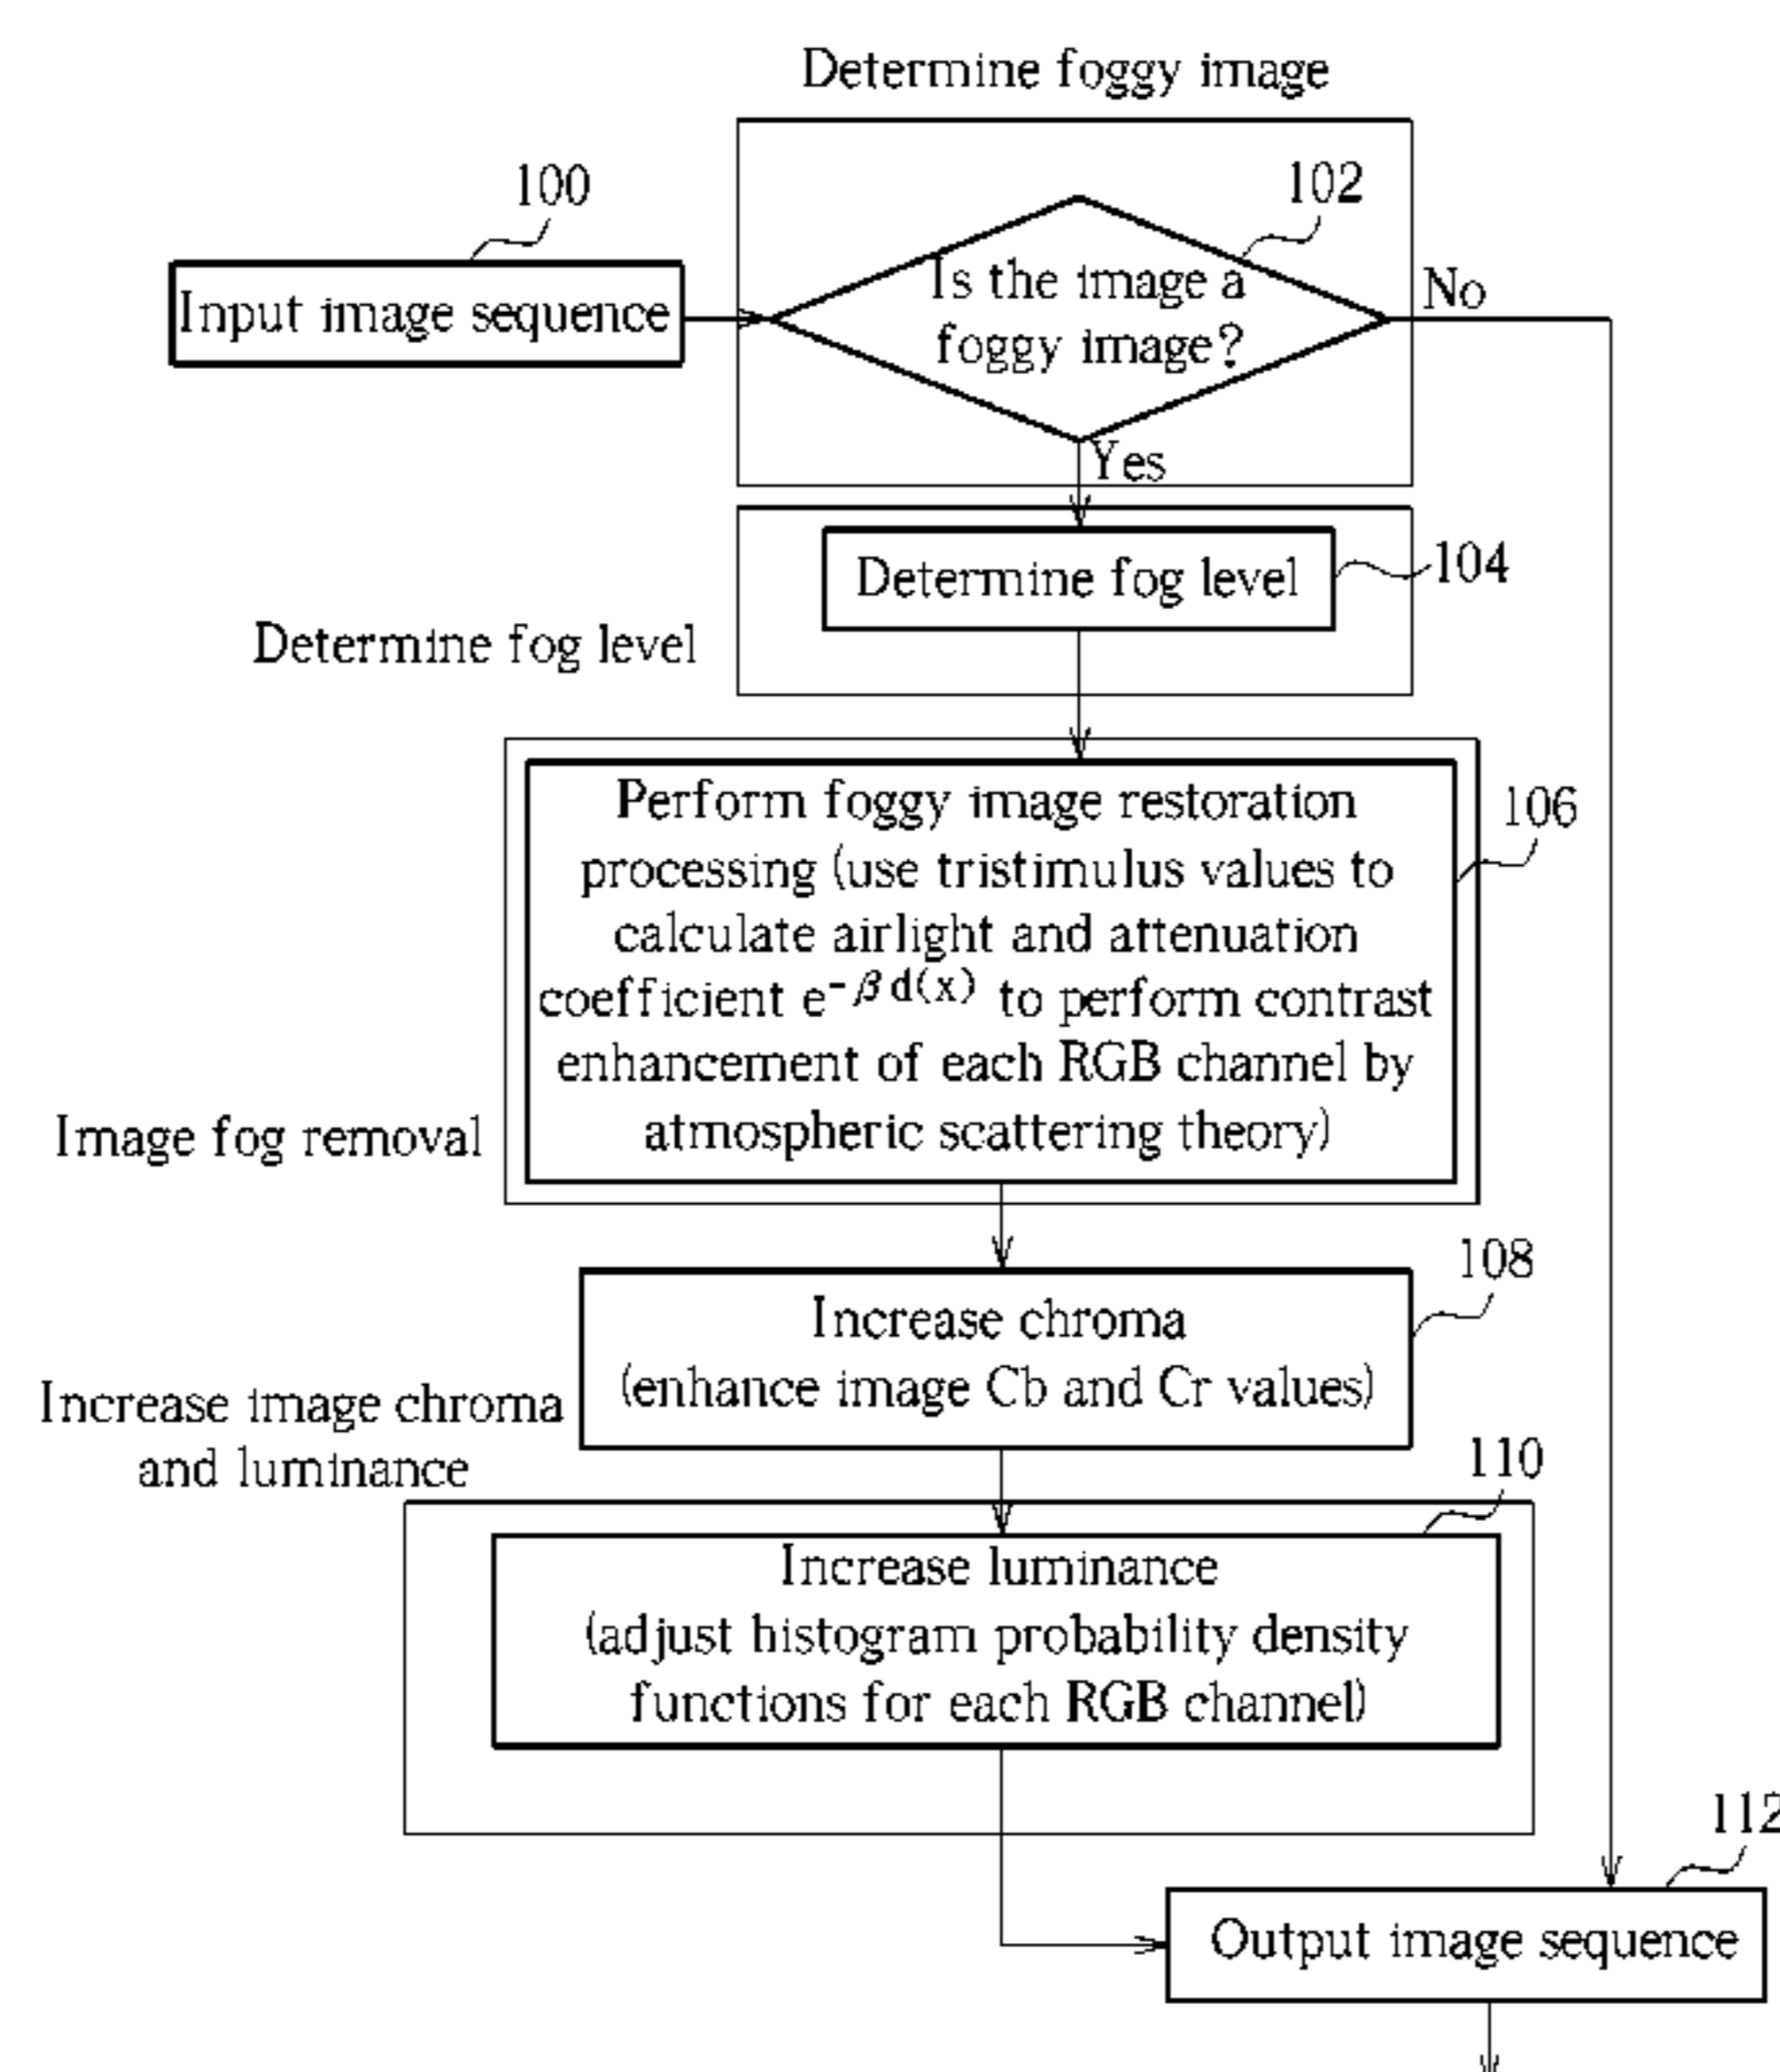 Determine foggy image
100
102
Input image sequence
Is the image a
foggy image?
No
Yes
Determine fog level
104
Determine fog level
Perform foggy image restoration
processing (use tristimulus values to
calculate airlight and attenuation
coefficient e^-βd(x) to perform contrast
enhancement of each RGB channel by
atmospheric scattering theory)
106
Image fog removal
108
Increase chroma
(enhance image Cb and Cr values)
Increase image chroma
and luminance
110
Increase luminance
(adjust histogram probability density
functions for each RGB channel)
112
Output image sequence